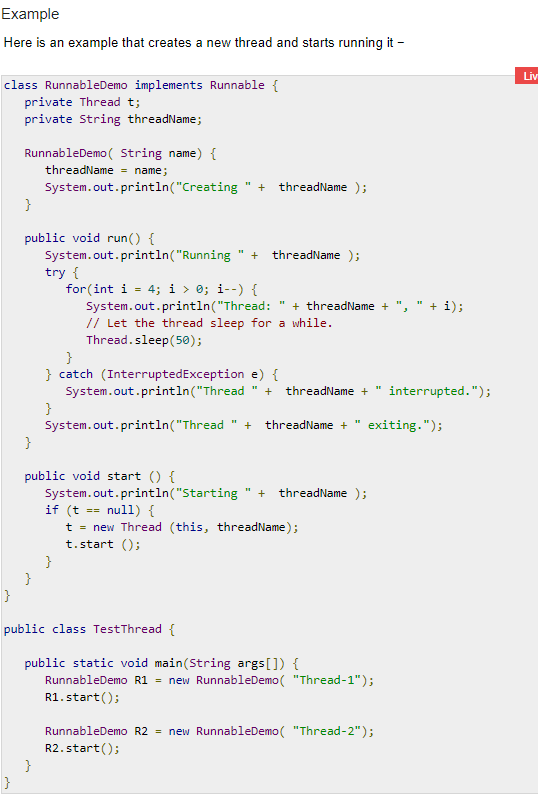 Example
Here is an example that creates a new thread and starts running it −
Liv
class RunnableDemo implements Runnable {
   private Thread t;
   private String threadName;

   RunnableDemo( String name) {
      threadName = name;
      System.out.println("Creating " +  threadName );
   }

   public void run() {
      System.out.println("Running " +  threadName );
      try {
         for(int i = 4; i > 0; i--) {
            System.out.println("Thread: " + threadName + ", " + i);
            // Let the thread sleep for a while.
            Thread.sleep(50);
         }
      } catch (InterruptedException e) {
         System.out.println("Thread " +  threadName + " interrupted.");
      }
      System.out.println("Thread " +  threadName + " exiting.");
   }

   public void start () {
      System.out.println("Starting " +  threadName );
      if (t == null) {
         t = new Thread (this, threadName);
         t.start ();
      }
   }
}

public class TestThread {

   public static void main(String args[]) {
      RunnableDemo R1 = new RunnableDemo( "Thread-1");
      R1.start();

      RunnableDemo R2 = new RunnableDemo( "Thread-2");
      R2.start();
   }
}